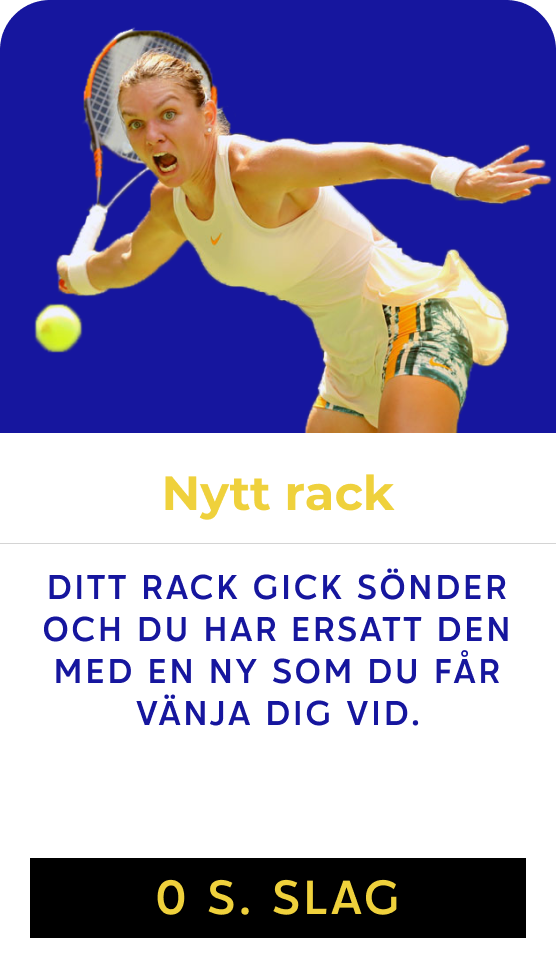 Nytt rack
DITT RACK GICK SÖNDER
OCH DU HAR ERSATT DEN
MED EN NY SOM DU FÅR
VÄNJA DIG VID.
0 S. SLAG